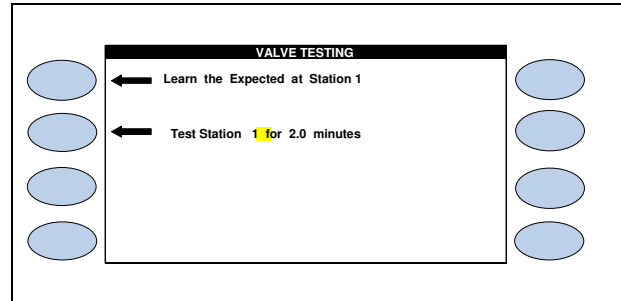 VALVE TESTING
Learn the Expected at Station 1
Test Station 1 for 2.0 minutes